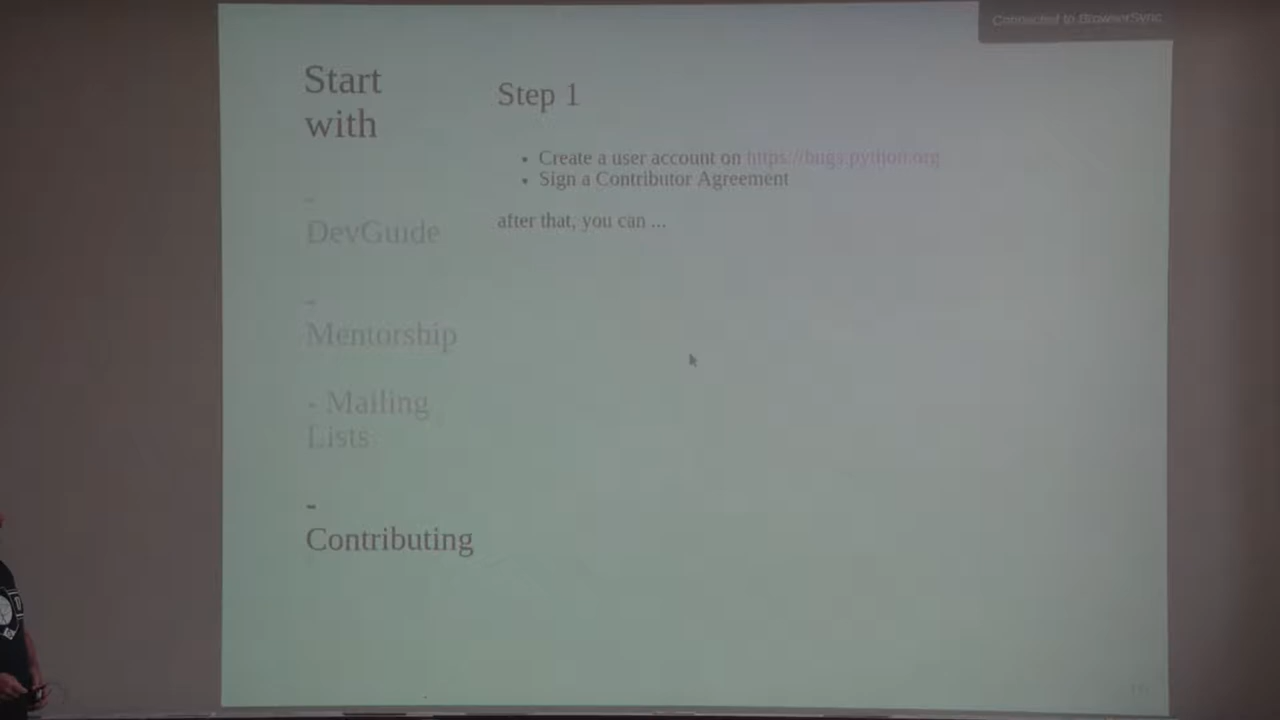 Connected to BrowserSync
Start
with
-
DevGuide
-
Mentorship
- Mailing
Lists
-
Contributing
Step 1
• Create a user account on https://bugs.python.org
• Sign a Contributor Agreement
after that, you can ...